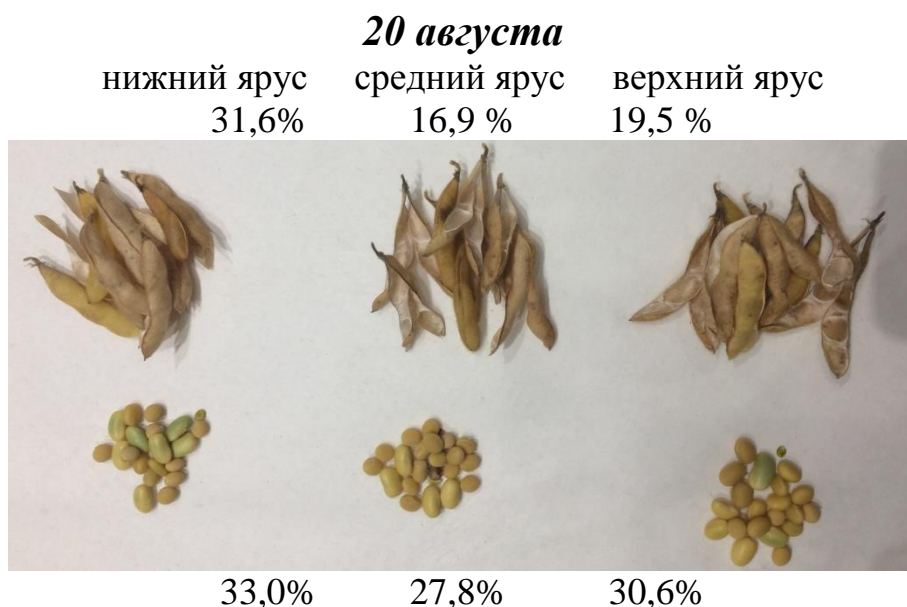 20 августа
нижний ярус средний ярус верхний ярус
31,6% 16,9 % 19,5 %
33,0% 27,8% 30,6%